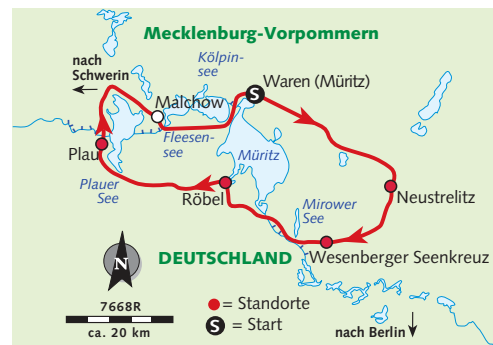 Mecklenburg-Vorpommern
nach
Schwerin
Kölpin-
see
Waren (Müritz)
S
Malchow
Fleesen-
see
Plau
Müritz
Plauer
See
Röbel
Neustrelitz
Mirower
See
Wesenberger Seenkreuz
DEUTSCHLAND
N
7668R
ca. 20 km
= Standorte
S = Start
nach Berlin